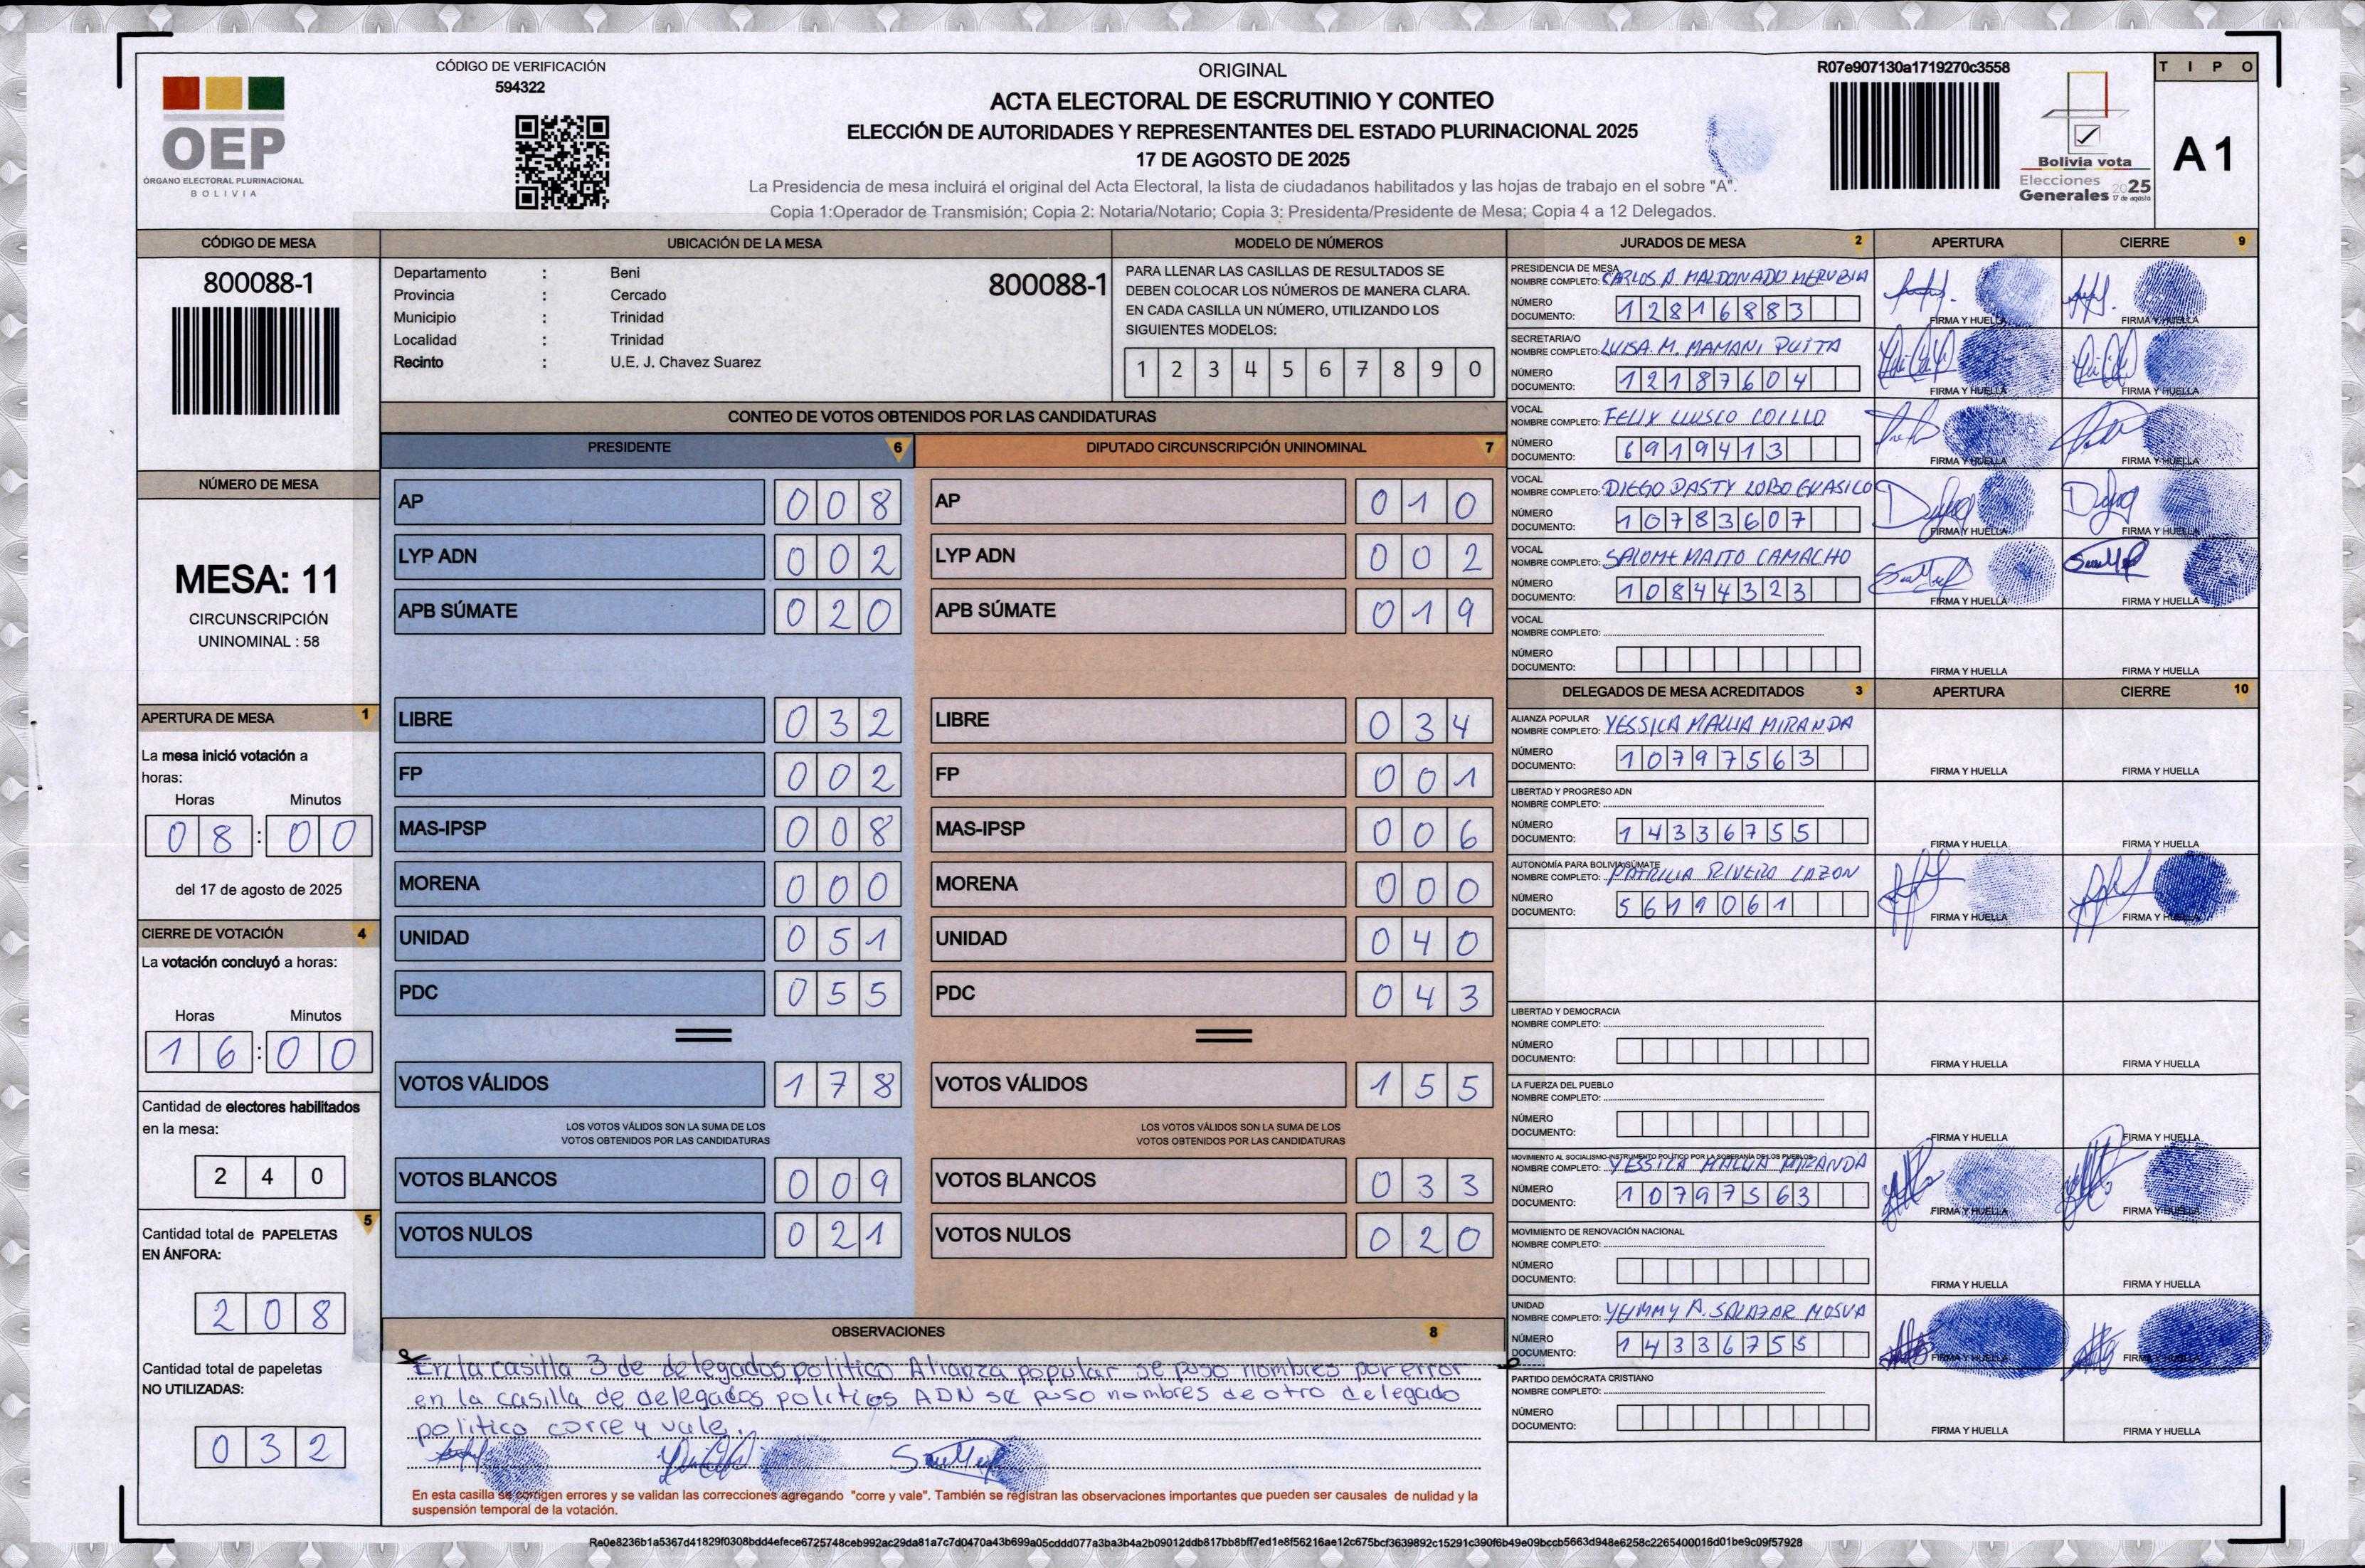 CÓDIGO DE VERIFICACIÓN
594322
OEP
ÓRGANO ELECTORAL PLURINACIONAL
BOLIVIA
ORIGINAL
ACTA ELECTORAL DE ESCRUTINIO Y CONTEO
ELECCIÓN DE AUTORIDADES Y REPRESENTANTES DEL ESTADO PLURINACIONAL 2025
17 DE AGOSTO DE 2025
La Presidencia de mesa incluirá el original del Acta Electoral, la lista de ciudadanos habilitados y las hojas de trabajo en el sobre "A".
Copia 1:Operador de Transmisión; Copia 2: Notaria/Notario; Copia 3: Presidenta/Presidente de Mesa; Copia 4 a 12 Delegados.
R07e907130a1719270c3558
Bolivia vota
Elecciones
Generales 2025
17 de agosto
TIPO
A1
CÓDIGO DE MESA
800088-1
NÚMERO DE MESA
MESA: 11
CIRCUNSCRIPCIÓN
UNINOMINAL : 58
APERTURA DE MESA 1
La mesa inició votación a
horas:
Horas Minutos
08:00
del 17 de agosto de 2025
CIERRE DE VOTACIÓN 4
La votación concluyó a horas:
Horas Minutos
16:00
Cantidad de electores habilitados
en la mesa:
240
5
Cantidad total de PAPELETAS
EN ÁNFORA:
208
Cantidad total de papeletas
NO UTILIZADAS:
032
UBICACIÓN DE LA MESA
Departamento : Beni
800088-1
Provincia : Cercado
Municipio : Trinidad
Localidad : Trinidad
Recinto : U.E. J. Chavez Suarez
MODELO DE NÚMEROS
PARA LLENAR LAS CASILLAS DE RESULTADOS SE
DEBEN COLOCAR LOS NÚMEROS DE MANERA CLARA.
EN CADA CASILLA UN NÚMERO, UTILIZANDO LOS
SIGUIENTES MODELOS:
1 2 3 4 5 6 7 8 9 0
CONTEO DE VOTOS OBTENIDOS POR LAS CANDIDATURAS
PRESIDENTE 6
AP 008
LYP ADN 002
APB SÚMATE 020
LIBRE 032
FP 002
MAS-IPSP 008
MORENA 000
UNIDAD 051
PDC 055
VOTOS VÁLIDOS 178
LOS VOTOS VÁLIDOS SON LA SUMA DE LOS
VOTOS OBTENIDOS POR LAS CANDIDATURAS
VOTOS BLANCOS 009
VOTOS NULOS 021
DIPUTADO CIRCUNSCRIPCIÓN UNINOMINAL 7
AP 010
LYP ADN 002
APB SÚMATE 019
LIBRE 034
FP 001
MAS-IPSP 006
MORENA 000
UNIDAD 040
PDC 043
VOTOS VÁLIDOS 155
LOS VOTOS VÁLIDOS SON LA SUMA DE LOS
VOTOS OBTENIDOS POR LAS CANDIDATURAS
VOTOS BLANCOS 033
VOTOS NULOS 020
OBSERVACIONES 8
En la casilla 3 de delegados politico Alianza popular se puso nombres por error
en la casilla de delegados politicos ADN se puso nombres de otro delegado
politico corre y vale.
En esta casilla se corrigen errores y se validan las correcciones agregando "corre y vale". También se registran las observaciones importantes que pueden ser causales de nulidad y la
suspensión temporal de la votación.
JURADOS DE MESA 2 APERTURA CIERRE 9
PRESIDENCIA DE MESA
NOMBRE COMPLETO: CARLOS A MALDONADO MERUBIA
NÚMERO
DOCUMENTO: 12816883
FIRMA Y HUELLA FIRMA Y HUELLA
SECRETARIA/O
NOMBRE COMPLETO: LUISA M. MAMANI PUITA
NÚMERO
DOCUMENTO: 12187604
FIRMA Y HUELLA FIRMA Y HUELLA
VOCAL
NOMBRE COMPLETO: FELIX LLUSCO COILLO
NÚMERO
DOCUMENTO: 6919413
FIRMA Y HUELLA FIRMA Y HUELLA
VOCAL
NOMBRE COMPLETO: DIEGO DASTY LOBO GUASICO
NÚMERO
DOCUMENTO: 10783607
FIRMA Y HUELLA FIRMA Y HUELLA
VOCAL
NOMBRE COMPLETO: SALOME MAITO CAMACHO
NÚMERO
DOCUMENTO: 10844323
FIRMA Y HUELLA FIRMA Y HUELLA
VOCAL
NOMBRE COMPLETO:
NÚMERO
DOCUMENTO:
FIRMA Y HUELLA FIRMA Y HUELLA
DELEGADOS DE MESA ACREDITADOS 3 APERTURA CIERRE 10
ALIANZA POPULAR
NOMBRE COMPLETO: YESSICA MALLIA MIRANDA
NÚMERO
DOCUMENTO: 10797563
FIRMA Y HUELLA FIRMA Y HUELLA
LIBERTAD Y PROGRESO ADN
NOMBRE COMPLETO:
NÚMERO
DOCUMENTO: 14336755
FIRMA Y HUELLA FIRMA Y HUELLA
AUTONOMÍA PARA BOLIVIA SÚMATE
NOMBRE COMPLETO: PATRICIA RIVERO LAZON
NÚMERO
DOCUMENTO: 5619061
FIRMA Y HUELLA FIRMA Y HUELLA
LIBERTAD Y DEMOCRACIA
NOMBRE COMPLETO:
NÚMERO
DOCUMENTO:
FIRMA Y HUELLA FIRMA Y HUELLA
LA FUERZA DEL PUEBLO
NOMBRE COMPLETO:
NÚMERO
DOCUMENTO:
FIRMA Y HUELLA FIRMA Y HUELLA
MOVIMIENTO AL SOCIALISMO-INSTRUMENTO POLÍTICO POR LA SOBERANÍA DE LOS PUEBLOS
NOMBRE COMPLETO: YESSICA MALLIA MIRANDA
NÚMERO
DOCUMENTO: 10797563
FIRMA Y HUELLA FIRMA Y HUELLA
MOVIMIENTO DE RENOVACIÓN NACIONAL
NOMBRE COMPLETO:
NÚMERO
DOCUMENTO:
FIRMA Y HUELLA FIRMA Y HUELLA
UNIDAD
NOMBRE COMPLETO: YHMMY A. SALAZAR MOSUA
NÚMERO
DOCUMENTO: 14336755
FIRMA Y HUELLA FIRMA Y HUELLA
PARTIDO DEMÓCRATA CRISTIANO
NOMBRE COMPLETO:
NÚMERO
DOCUMENTO:
FIRMA Y HUELLA FIRMA Y HUELLA